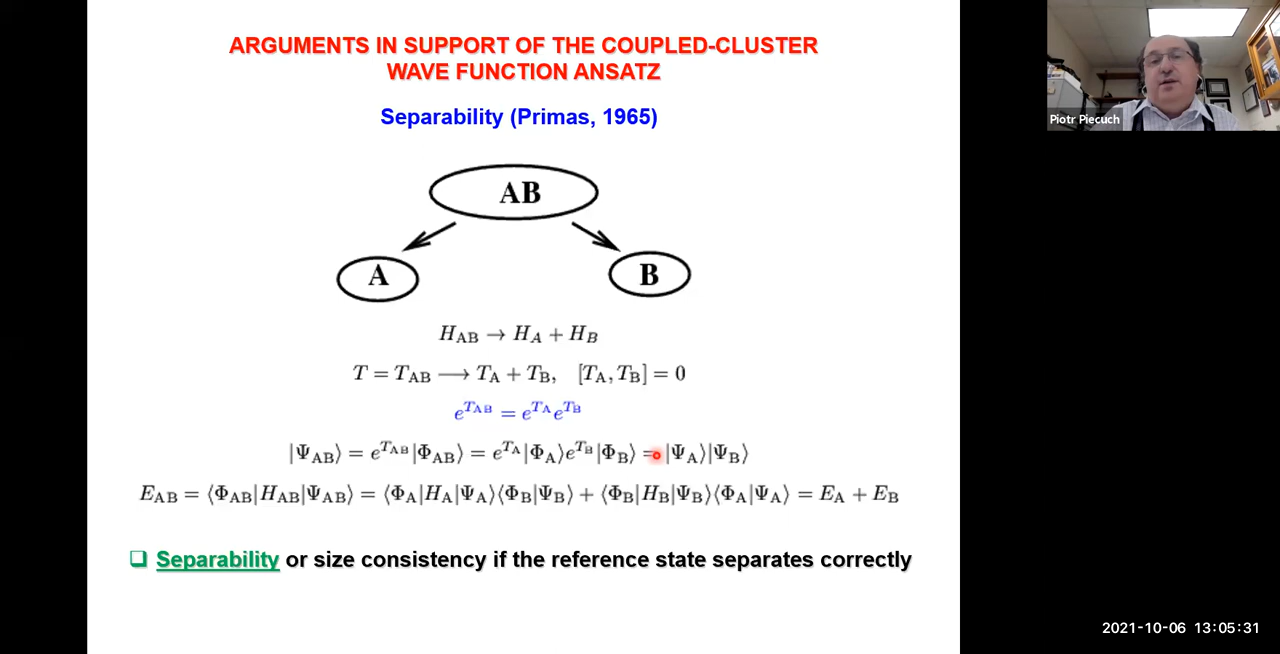 ARGUMENTS IN SUPPORT OF THE COUPLED-CLUSTER
WAVE FUNCTION ANSATZ
Separability (Primas, 1965)
AB
A
B
H_AB → H_A + H_B
T = T_AB ⟶ T_A + T_B, [T_A, T_B] = 0
e^{T_AB} = e^{T_A} e^{T_B}
|Ψ_AB⟩ = e^{T_AB}|Φ_AB⟩ = e^{T_A}|Φ_A⟩e^{T_B}|Φ_B⟩ = |Ψ_A⟩|Ψ_B⟩
E_AB = ⟨Φ_AB|H_AB|Ψ_AB⟩ = ⟨Φ_A|H_A|Ψ_A⟩⟨Φ_B|Ψ_B⟩ + ⟨Φ_B|H_B|Ψ_B⟩⟨Φ_A|Ψ_A⟩ = E_A + E_B
❑ Separability or size consistency if the reference state separates correctly
Piotr Piecuch
2021-10-06 13:05:31